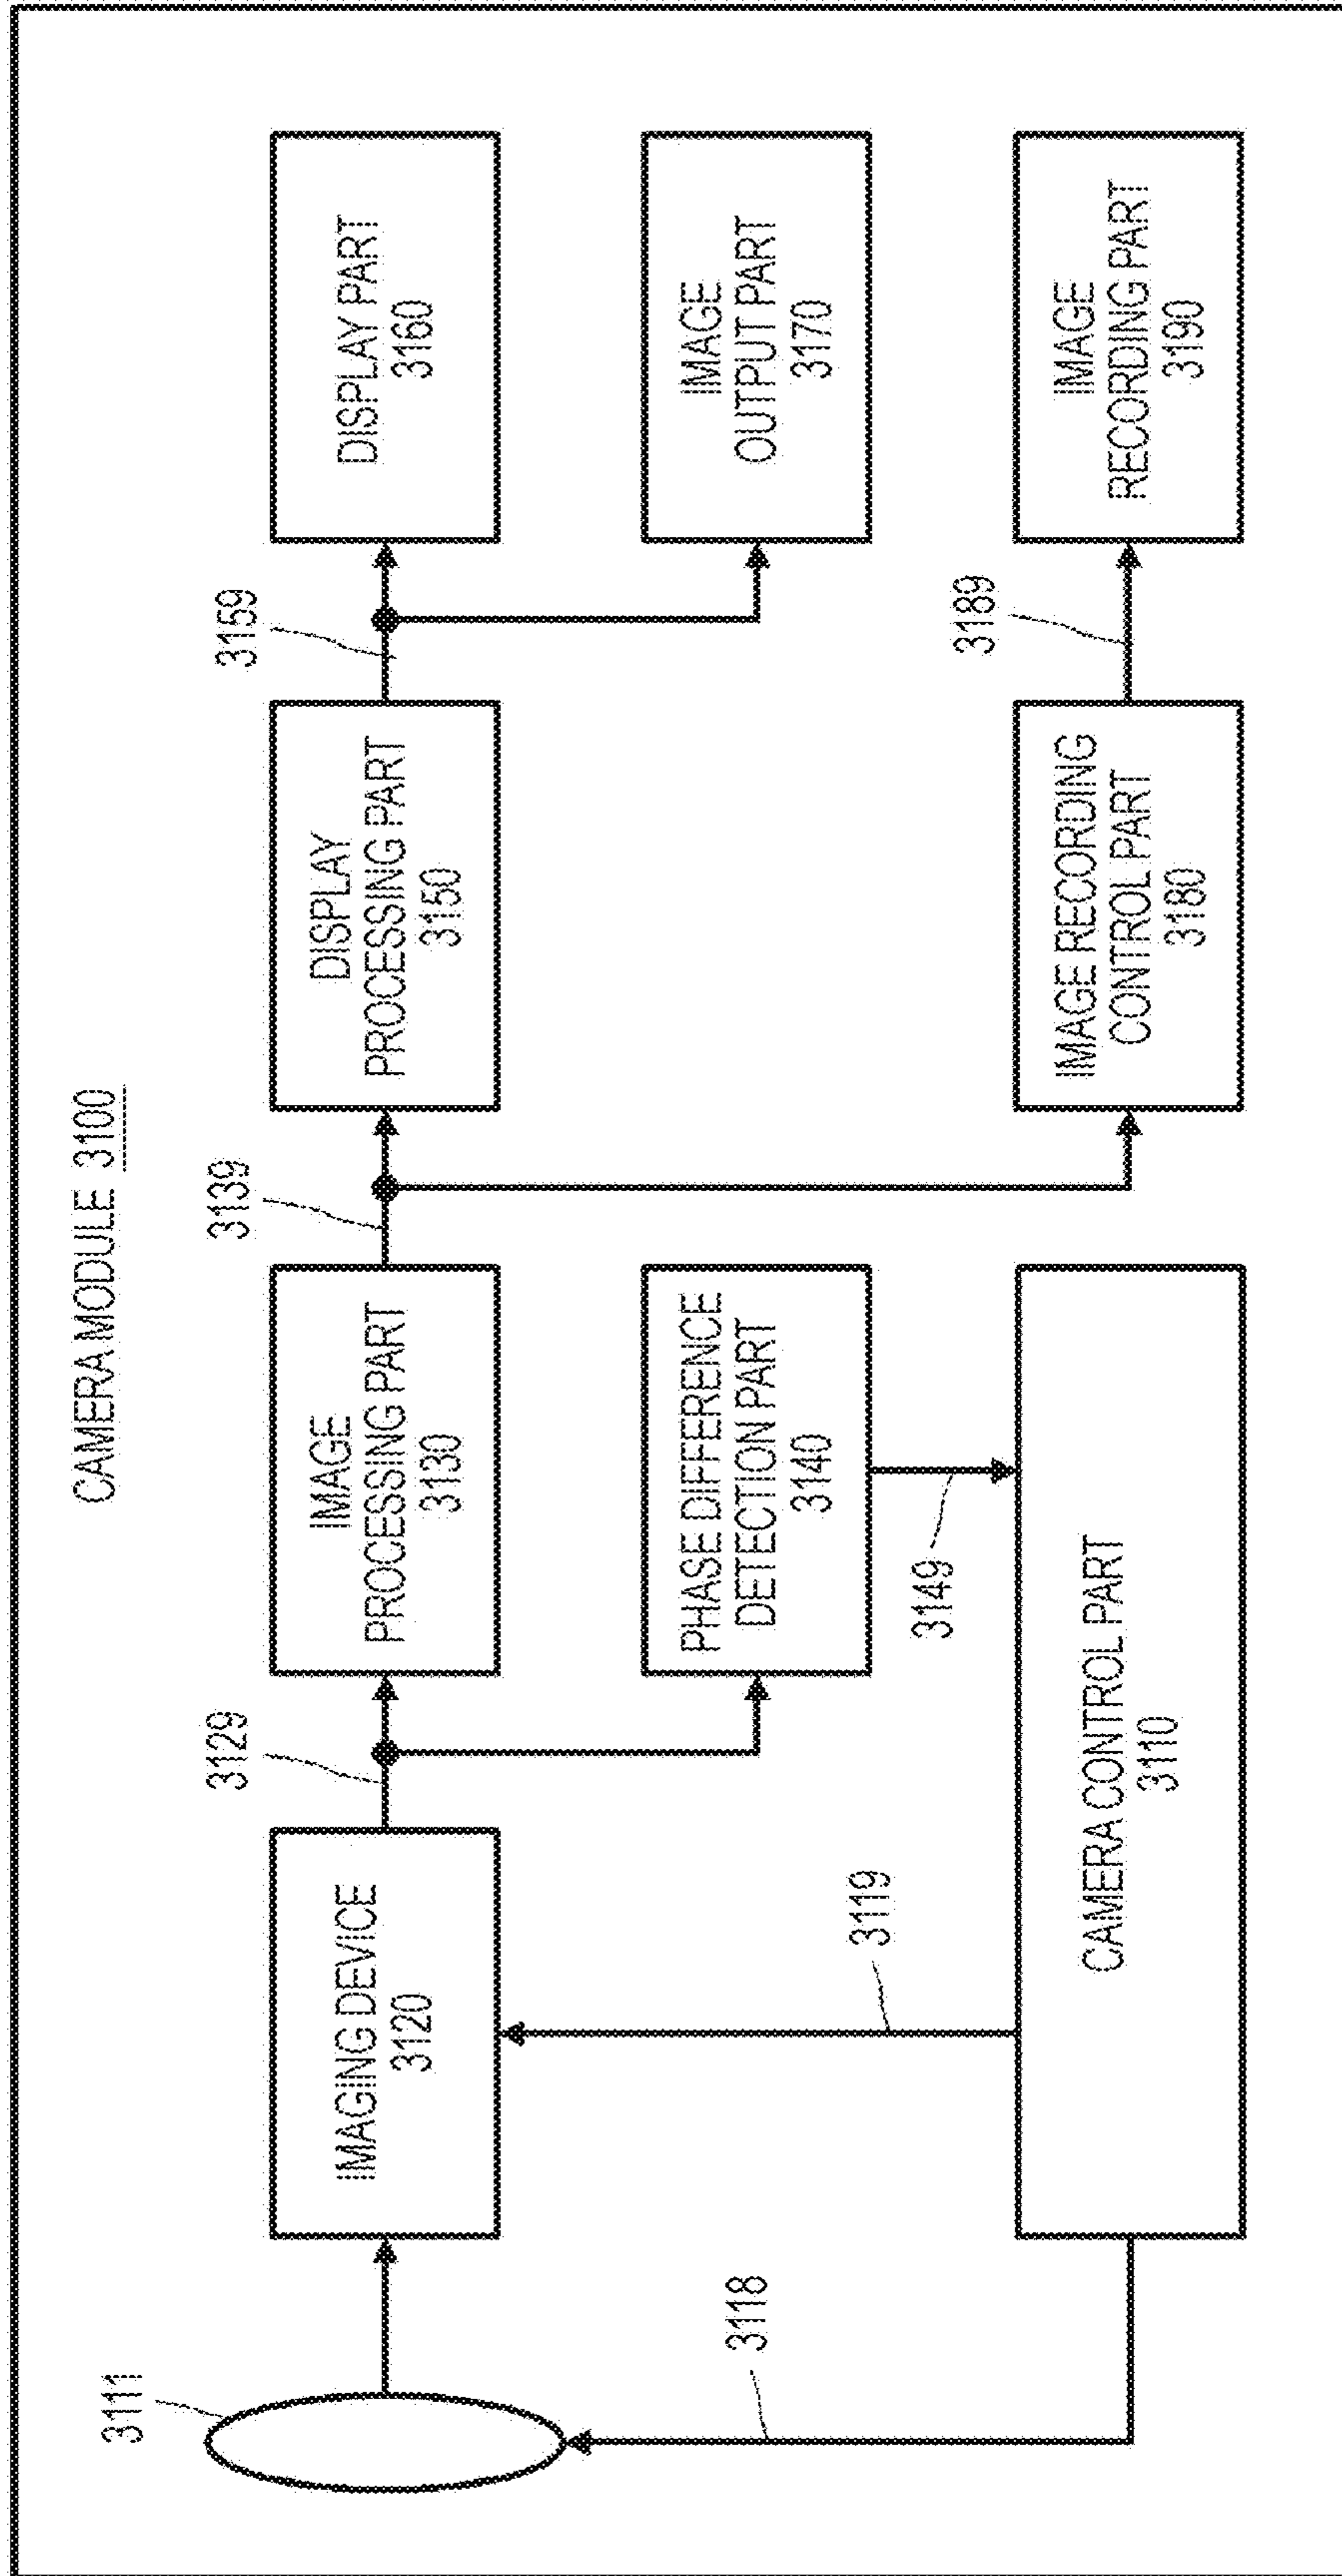 CAMERA MODULE 3100
3111
IMAGING DEVICE
3120
3129
IMAGE
PROCESSING PART
3130
3139
DISPLAY
PROCESSING PART
3150
3159
DISPLAY PART
3160
PHASE DIFFERENCE
DETECTION PART
3140
IMAGE
OUTPUT PART
3170
3118
3119
3149
3189
CAMERA CONTROL PART
3110
IMAGE RECORDING
CONTROL PART
3180
IMAGE
RECORDING PART
3190